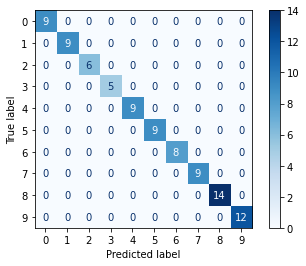 0 9 0 0 0 0 0 0 0 0 0
1 0 9 0 0 0 0 0 0 0 0
2 0 0 6 0 0 0 0 0 0 0
3 0 0 0 5 0 0 0 0 0 0
4 0 0 0 0 9 0 0 0 0 0
5 0 0 0 0 0 9 0 0 0 0
6 0 0 0 0 0 0 8 0 0 0
7 0 0 0 0 0 0 0 9 0 0
8 0 0 0 0 0 0 0 0 14 0
9 0 0 0 0 0 0 0 0 0 12
0 1 2 3 4 5 6 7 8 9
True label
Predicted label
14
12
10
8
6
4
2
0